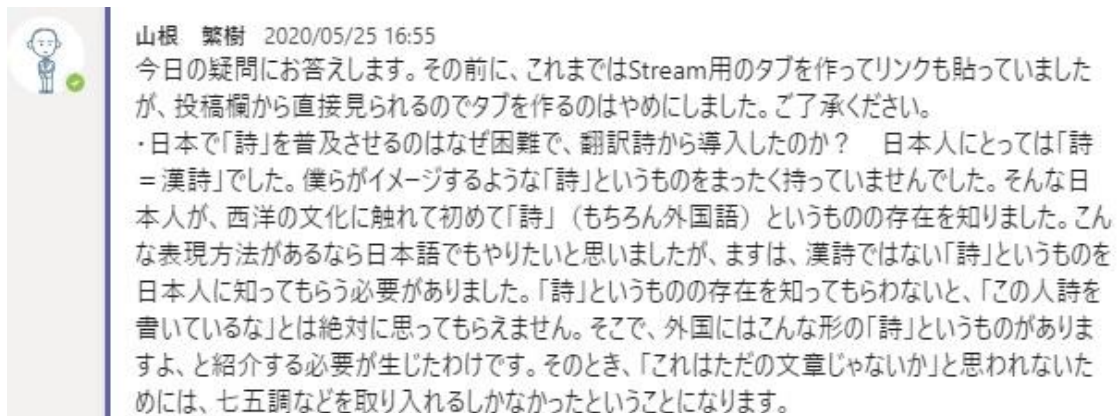 山根　繁樹 2020/05/25 16:55
今日の疑問にお答えします。その前に、これまではStream用のタブを作ってリンクも貼っていました
が、投稿欄から直接見られるのでタブを作るのはやめにしました。ご了承ください。
・日本で「詩」を普及させるのはなぜ困難で、翻訳詩から導入したのか？　日本人にとっては「詩
＝漢詩」でした。僕らがイメージするような「詩」というものをまったく持っていませんでした。そんな日
本人が、西洋の文化に触れて初めて「詩」（もちろん外国語）というものの存在を知りました。こん
な表現方法があるなら日本語でもやりたいと思いましたが、ますは、漢詩ではない「詩」というものを
日本人に知ってもらう必要がありました。「詩」というものの存在を知ってもらわないと、「この人詩を
書いているな」とは絶対に思ってもらえません。そこで、外国にはこんな形の「詩」というものがありま
すよ、と紹介する必要が生じたわけです。そのとき、「これはただの文章じゃないか」と思われないた
めには、七五調などを取り入れるしかなかったということになります。